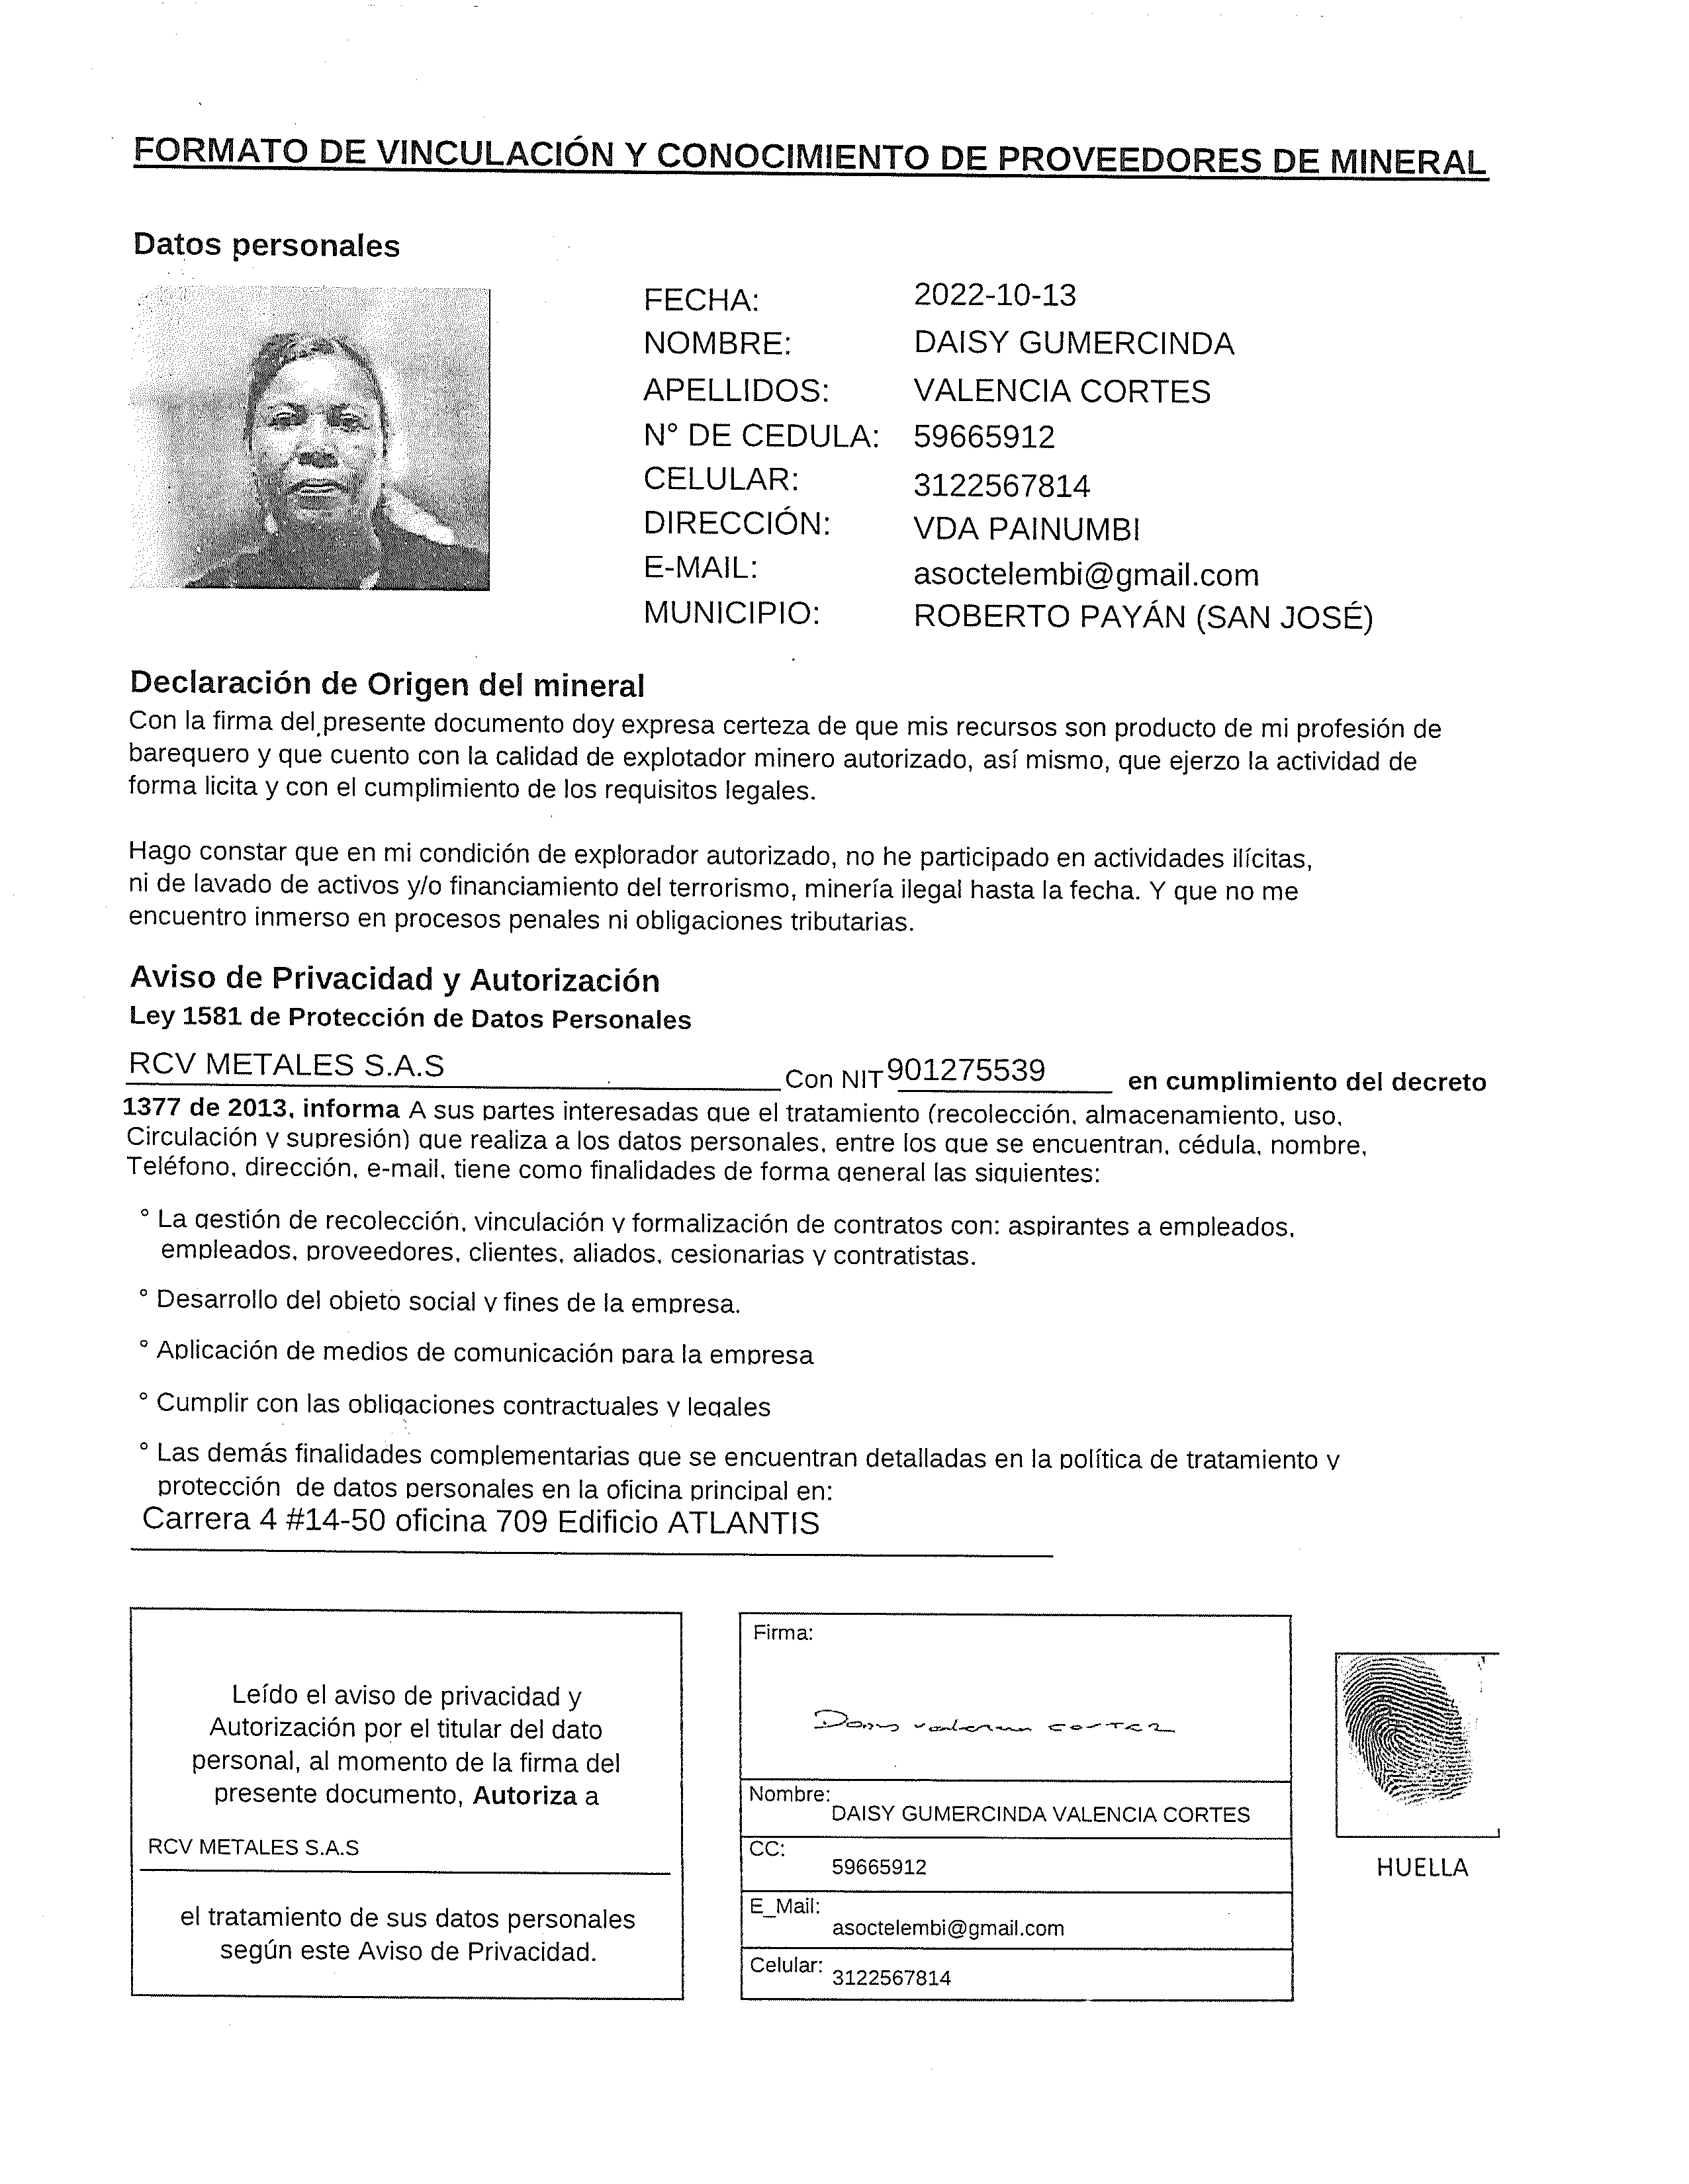 FORMATO DE VINCULACIÓN Y CONOCIMIENTO DE PROVEEDORES DE MINERAL
Datos personales
FECHA: 2022-10-13
NOMBRE: DAISY GUMERCINDA
APELLIDOS: VALENCIA CORTES
N° DE CEDULA: 59665912
CELULAR: 3122567814
DIRECCIÓN: VDA PAINUMBI
E-MAIL: asoctelembi@gmail.com
MUNICIPIO: ROBERTO PAYÁN (SAN JOSÉ)
Declaración de Origen del mineral
Con la firma del presente documento doy expresa certeza de que mis recursos son producto de mi profesión de
barequero y que cuento con la calidad de explotador minero autorizado, así mismo, que ejerzo la actividad de
forma licita y con el cumplimiento de los requisitos legales.
Hago constar que en mi condición de explorador autorizado, no he participado en actividades ilícitas,
ni de lavado de activos y/o financiamiento del terrorismo, minería ilegal hasta la fecha. Y que no me
encuentro inmerso en procesos penales ni obligaciones tributarias.
Aviso de Privacidad y Autorización
Ley 1581 de Protección de Datos Personales
RCV METALES S.A.S Con NIT 901275539 en cumplimiento del decreto
1377 de 2013, informa A sus partes interesadas que el tratamiento (recolección, almacenamiento, uso,
Circulación y supresión) que realiza a los datos personales, entre los que se encuentran, cédula, nombre,
Teléfono, dirección, e-mail, tiene como finalidades de forma general las siguientes:
° La gestión de recolección, vinculación y formalización de contratos con: aspirantes a empleados,
empleados, proveedores, clientes, aliados, cesionarias y contratistas.
° Desarrollo del objeto social y fines de la empresa.
° Aplicación de medios de comunicación para la empresa
° Cumplir con las obligaciones contractuales y legales
° Las demás finalidades complementarias que se encuentran detalladas en la política de tratamiento y
protección de datos personales en la oficina principal en:
Carrera 4 #14-50 oficina 709 Edificio ATLANTIS
Leído el aviso de privacidad y
Autorización por el titular del dato
personal, al momento de la firma del
presente documento, Autoriza a
RCV METALES S.A.S
el tratamiento de sus datos personales
según este Aviso de Privacidad.
Firma:
Nombre: DAISY GUMERCINDA VALENCIA CORTES
CC: 59665912
E_Mail: asoctelembi@gmail.com
Celular: 3122567814
HUELLA